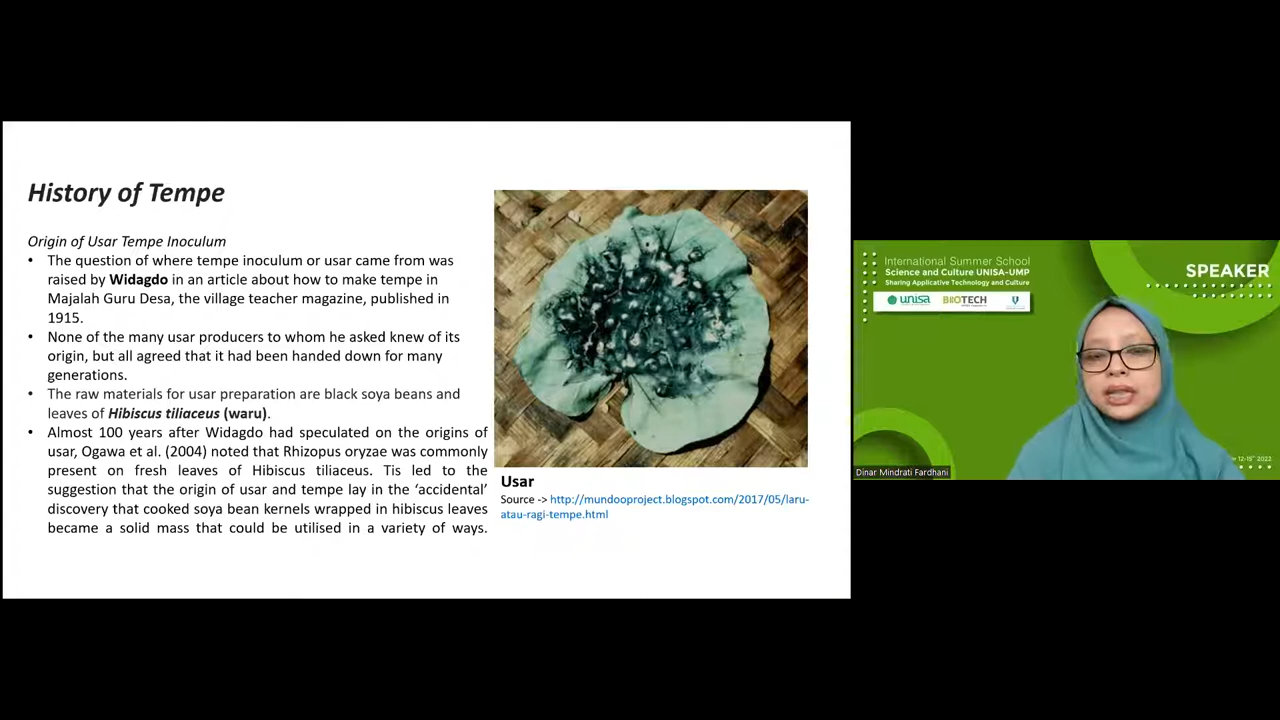 History of Tempe
Origin of Usar Tempe Inoculum
• The question of where tempe inoculum or usar came from was
raised by Widagdo in an article about how to make tempe in
Majalah Guru Desa, the village teacher magazine, published in
1915.
• None of the many usar producers to whom he asked knew of its
origin, but all agreed that it had been handed down for many
generations.
• The raw materials for usar preparation are black soya beans and
leaves of Hibiscus tiliaceus (waru).
• Almost 100 years after Widagdo had speculated on the origins of
usar, Ogawa et al. (2004) noted that Rhizopus oryzae was commonly
present on fresh leaves of Hibiscus tiliaceus. Tis led to the
suggestion that the origin of usar and tempe lay in the ‘accidental’
discovery that cooked soya bean kernels wrapped in hibiscus leaves
became a solid mass that could be utilised in a variety of ways.
Usar
Source -> http://mundooproject.blogspot.com/2017/05/laru-
atau-ragi-tempe.html
International Summer School
Science and Culture UNISA-UMP
Sharing Applicative Technology and Culture
unisa
BiOTECH
SPEAKER
Dinar Mindrati Fardhani